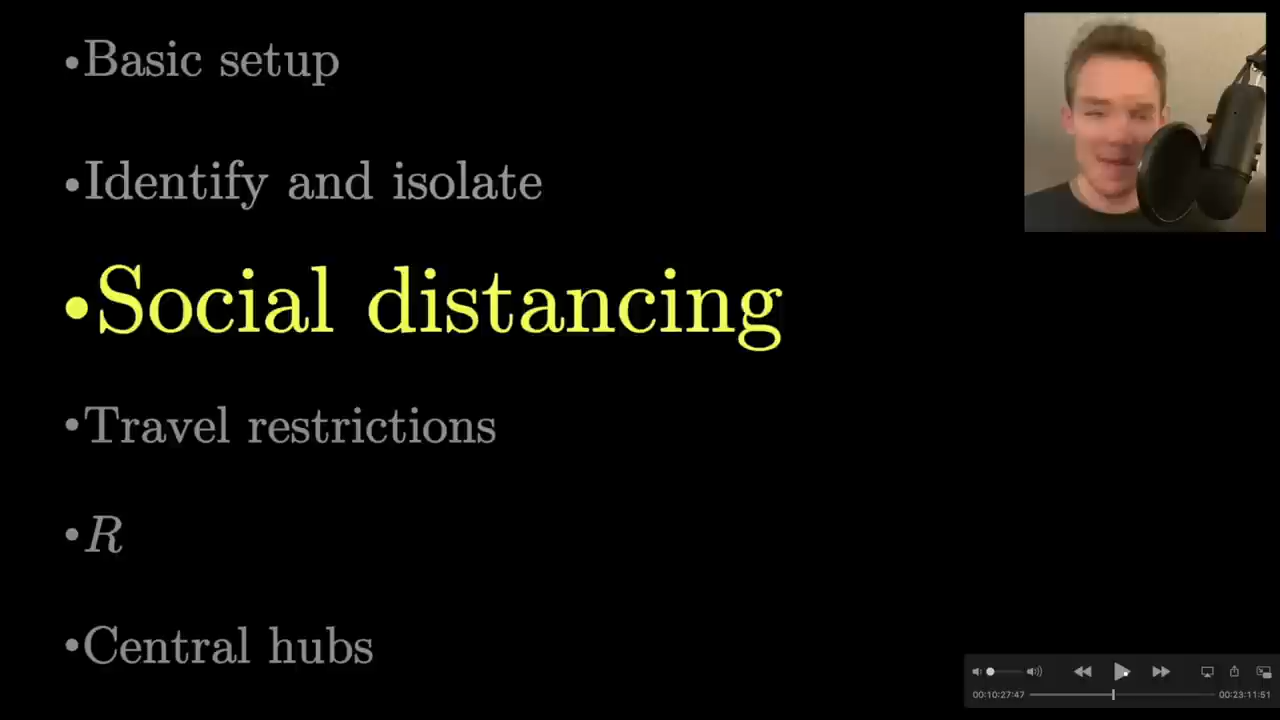 •Basic setup
•Identify and isolate
•Social distancing
•Travel restrictions
•R
•Central hubs
00:10:27:47
00:23:11:51